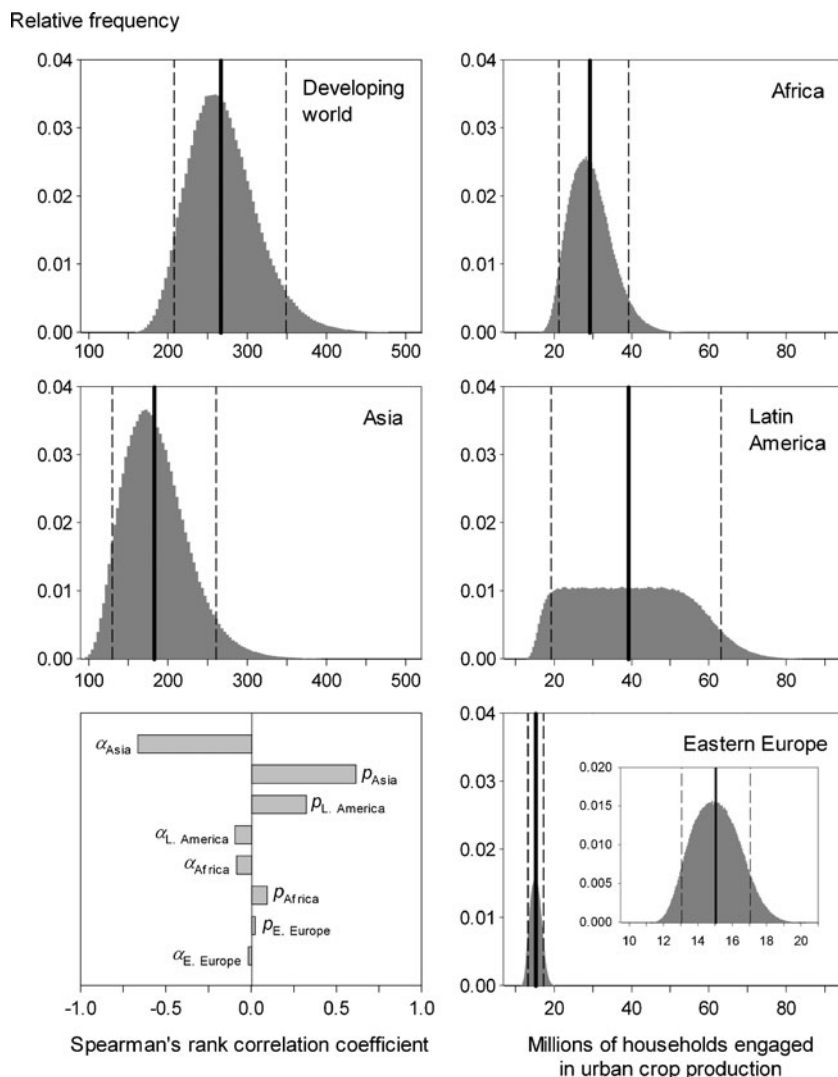 Relative frequency
0.04
0.03
0.02
0.01
0.00
Developing
world
100 200 300 400 500
0.04
0.03
0.02
0.01
0.00
Africa
20 40 60 80
0.04
0.03
0.02
0.01
0.00
Asia
100 200 300 400 500
0.04
0.03
0.02
0.01
0.00
Latin
America
20 40 60 80
αAsia
pAsia
pL. America
αL. America
αAfrica
pAfrica
pE. Europe
αE. Europe
-1.0 -0.5 0.0 0.5 1.0
Spearman's rank correlation coefficient
0.04
0.03
0.02
0.01
0.00
Eastern Europe
0.020
0.015
0.010
0.005
0.000
10 12 14 16 18 20
20 40 60 80
Millions of households engaged
in urban crop production